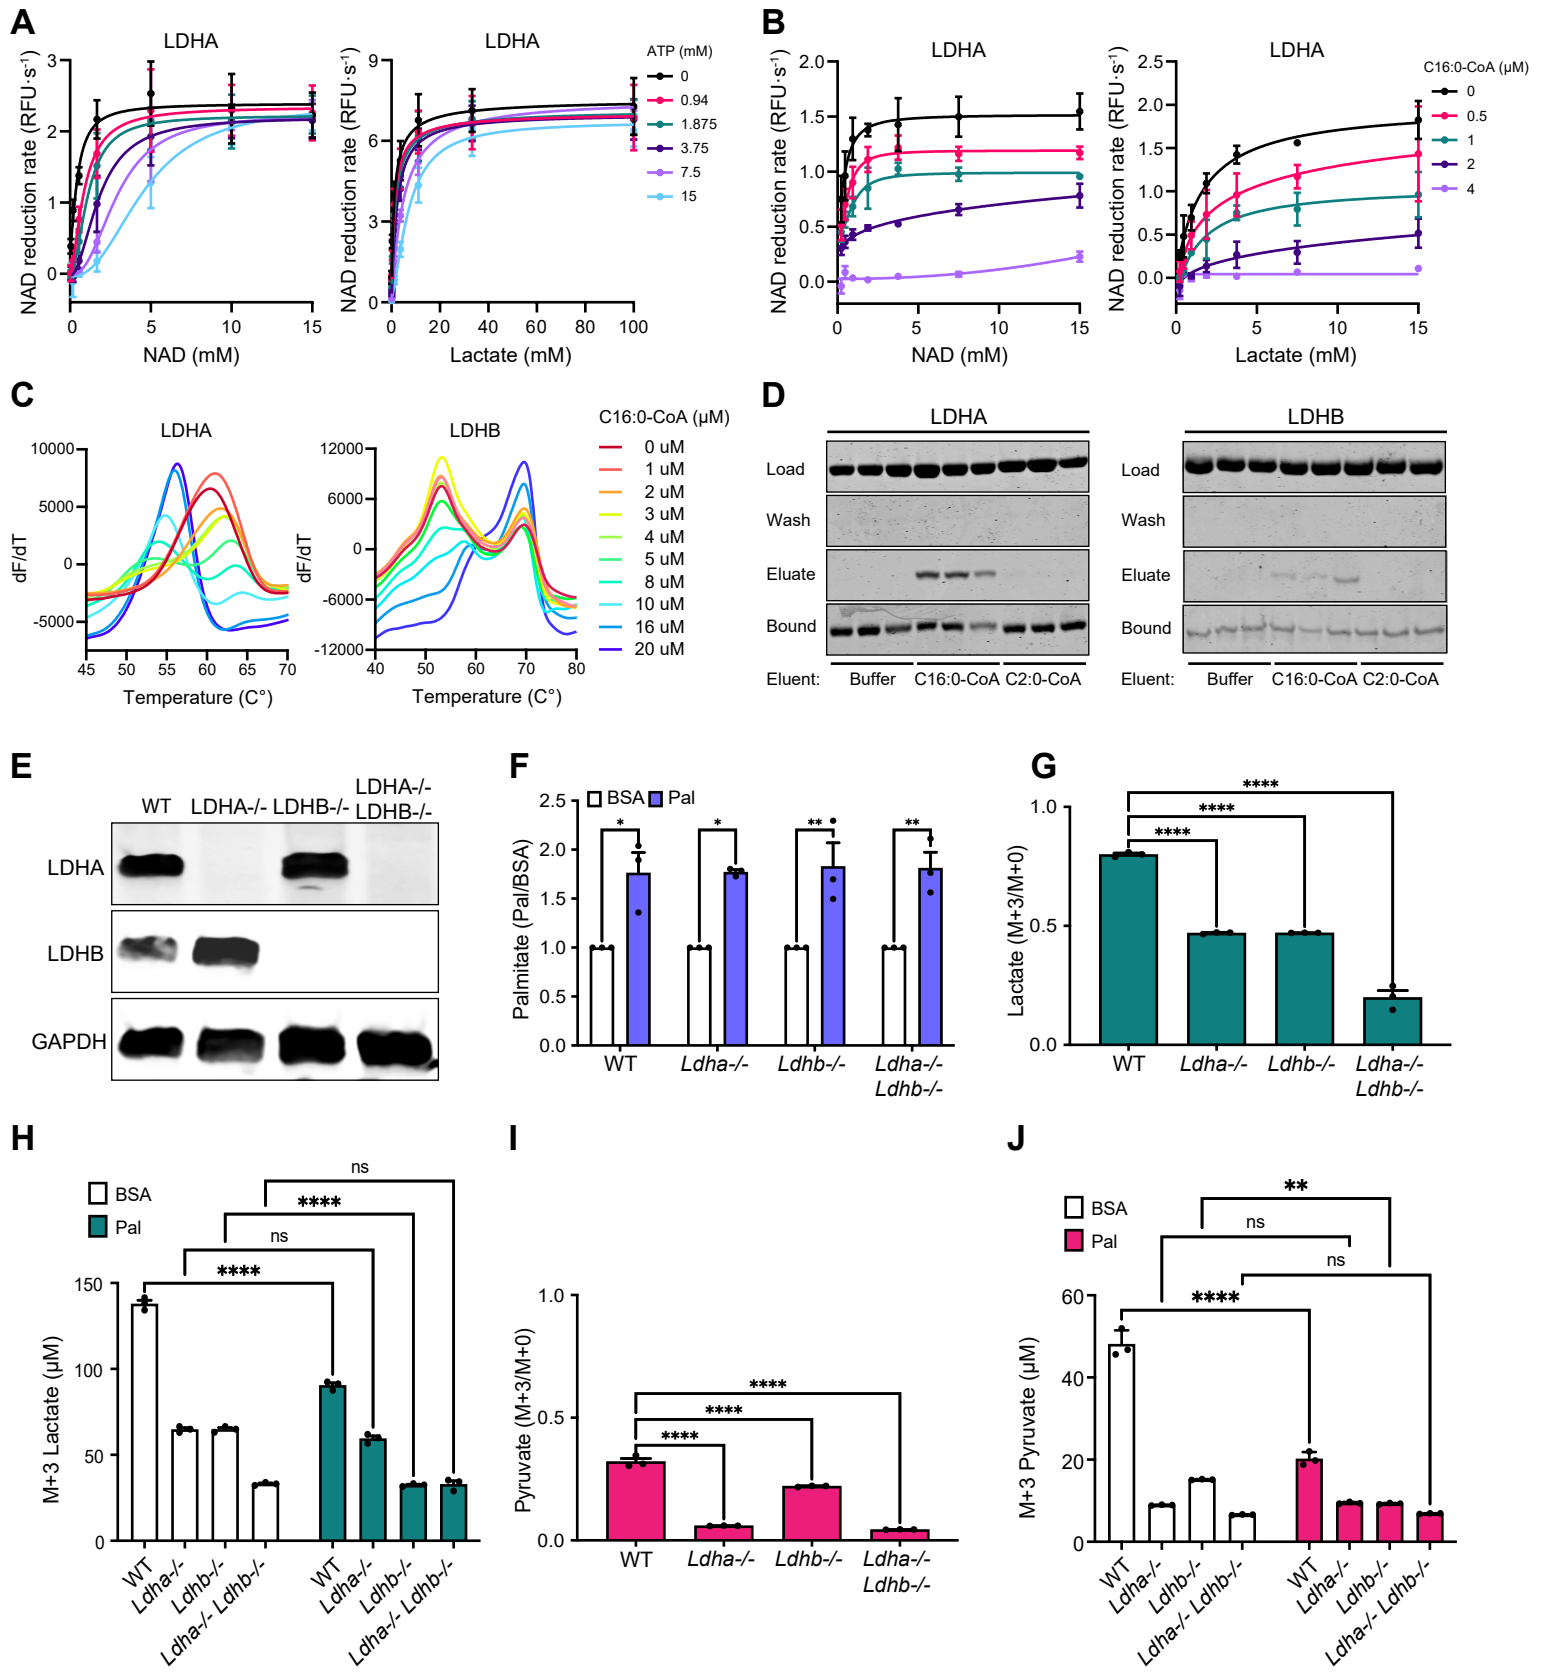 A
LDHA
NAD reduction rate (RFU·s⁻¹)
3
2
1
0
0 5 10 15
NAD (mM)
LDHA
NAD reduction rate (RFU·s⁻¹)
9
6
3
0
0 20 40 60 80 100
Lactate (mM)
ATP (mM)
0
0.94
1.875
3.75
7.5
15
B
LDHA
NAD reduction rate (RFU·s⁻¹)
2.0
1.5
1.0
0.5
0.0
0 5 10 15
NAD (mM)
LDHA
NAD reduction rate (RFU·s⁻¹)
2.5
2.0
1.5
1.0
0.5
0.0
0 5 10 15
Lactate (mM)
C16:0-CoA (μM)
0
0.5
1
2
4
C
LDHA
dF/dT
10000
5000
0
-5000
45 50 55 60 65 70
Temperature (C°)
LDHB
dF/dT
12000
6000
0
-6000
-12000
40 50 60 70 80
Temperature (C°)
C16:0-CoA (μM)
0 uM
1 uM
2 uM
3 uM
4 uM
5 uM
8 uM
10 uM
16 uM
20 uM
D
LDHA
Load
Wash
Eluate
Bound
Eluent: Buffer C16:0-CoA C2:0-CoA
LDHB
Load
Wash
Eluate
Bound
Eluent: Buffer C16:0-CoA C2:0-CoA
E
WT LDHA-/- LDHB-/- LDHA-/-
LDHB-/-
LDHA
LDHB
GAPDH
F
BSA Pal
Palmitate (Pal/BSA)
2.5
2.0
1.5
1.0
0.5
0.0
* * ** **
WT Ldha-/- Ldhb-/- Ldha-/-
Ldhb-/-
G
Lactate (M+3/M+0)
1.0
0.5
0.0
****
****
****
WT Ldha-/- Ldhb-/- Ldha-/-
Ldhb-/-
H
BSA
Pal
ns
****
ns
****
M+3 Lactate (μM)
150
100
50
0
WT Ldha-/- Ldhb-/- Ldha-/- Ldhb-/- WT Ldha-/- Ldhb-/- Ldha-/- Ldhb-/-
I
Pyruvate (M+3/M+0)
1.0
0.5
0.0
****
****
****
WT Ldha-/- Ldhb-/- Ldha-/-
Ldhb-/-
J
BSA
Pal
**
ns
ns
****
M+3 Pyruvate (μM)
60
40
20
0
WT Ldha-/- Ldhb-/- Ldha-/- Ldhb-/- WT Ldha-/- Ldhb-/- Ldha-/- Ldhb-/-